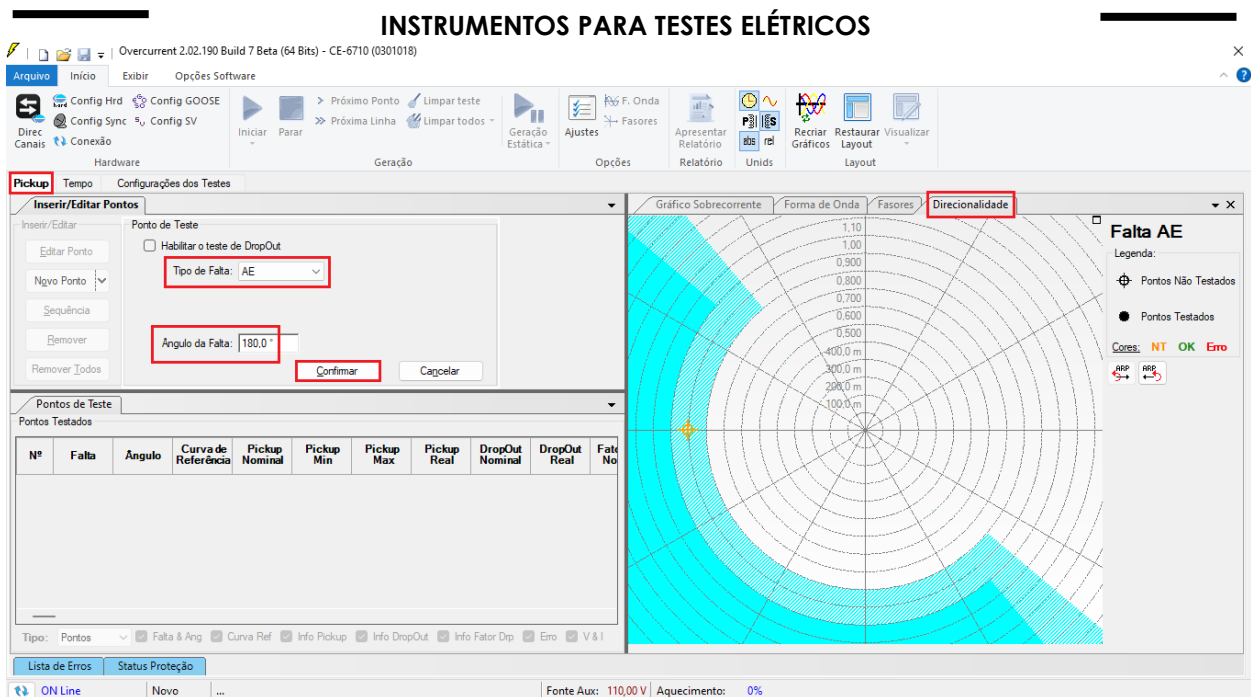 INSTRUMENTOS PARA TESTES ELÉTRICOS
Overcurrent 2.02.190 Build 7 Beta (64 Bits) - CE-6710 (0301018)
Arquivo Início Exibir Opções Software
Direc Canais
Config Hrd Config GOOSE
Config Sync Config SV
Conexão
Hardware
Iniciar Parar
Próximo Ponto Limpar teste
Próxima Linha Limpar todos
Geração Estática
Geração
Ajustes
F. Onda
Fasores
Opções
Apresentar Relatório
Relatório
abs rel
Unids
Recriar Gráficos Restaurar Layout Visualizar
Layout
Pickup Tempo Configurações dos Testes
Inserir/Editar Pontos
Inserir/Editar
Editar Ponto
Novo Ponto
Sequência
Remover
Remover Todos
Ponto de Teste
Habilitar o teste de DropOut
Tipo de Falta: AE
Ângulo da Falta: 180,0 °
Confirmar Cancelar
Pontos de Teste
Pontos Testados
Nº Falta Ângulo Curva de Referência Pickup Nominal Pickup Min Pickup Max Pickup Real DropOut Nominal DropOut Real
Tipo: Pontos Falta & Ang Curva Ref Info Pickup Info DropOut Info Fator Drp Erro V & I
Gráfico Sobrecorrente Forma de Onda Fasores Direcionalidade
1,10
1,00
0,900
0,800
0,700
0,600
0,500
400,0 m
300,0 m
200,0 m
100,0 m
Falta AE
Legenda:
Pontos Não Testados
Pontos Testados
Cores: NT OK Erro
ARP ARP
Lista de Erros Status Proteção
ON Line Novo ... Fonte Aux: 110,00 V Aquecimento: 0%